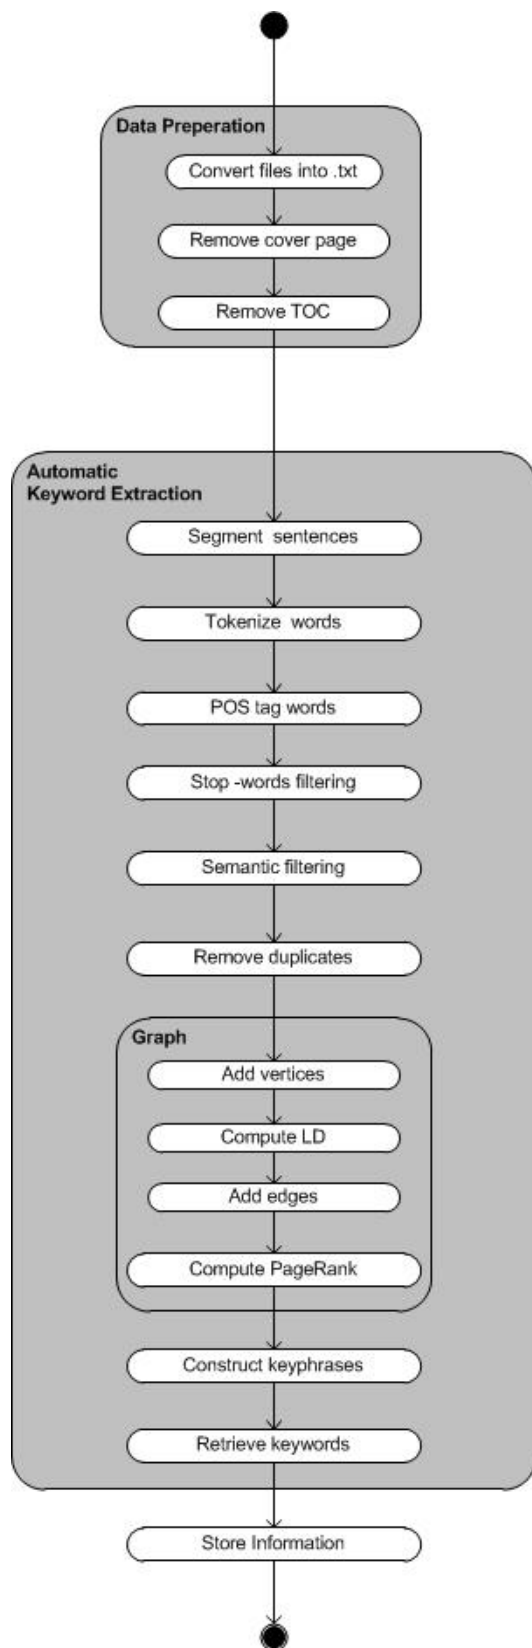 Data Preperation
Convert files into .txt
Remove cover page
Remove TOC
Automatic
Keyword Extraction
Segment sentences
Tokenize words
POS tag words
Stop -words filtering
Semantic filtering
Remove duplicates
Graph
Add vertices
Compute LD
Add edges
Compute PageRank
Construct keyphrases
Retrieve keywords
Store Information